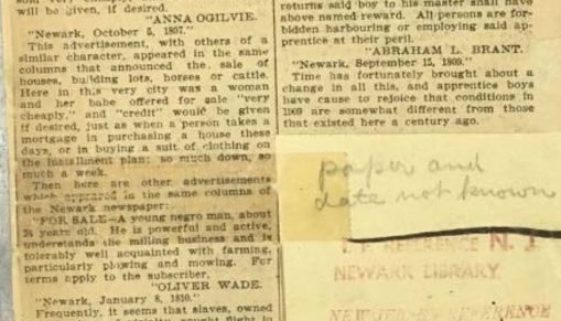 will be given, if desired.
"ANNA OGILVIE.
"Newark, October 5, 1807."
This advertisement, with others of a
similar character, appeared in the same
columns that announced the sale of
houses, building lots, horses or cattle.
Here in this very city was a woman
and her babe offered for sale "very
cheaply," and "credit" would be given
if desired, just as when a person takes a
mortgage in purchasing a house these
days, or in buying a suit of clothing on
the installment plan: so much down, so
much a week.
Then here are other advertisements
which appeared in the same columns of
the Newark newspaper:
"FOR SALE—A young negro man, about
years old. He is powerful and active,
understands the milling business and is
tolerably well acquainted with farming,
particularly plowing and mowing. For
terms apply to the subscriber.
"OLIVER WADE.
"Newark, January 8, 1810."
Frequently, it seems that slaves, owned
returns said boy to his master shall have
above named reward. All persons are for-
bidden harbouring or employing said ap-
prentice at their peril.
"ABRAHAM L. BRANT.
"Newark, September 15, 1809."
Time has fortunately brought about a
change in all this, and apprentice boys
have cause to rejoice that conditions in
1909 are somewhat different from those
that existed here a century ago.
paper and
date not known
REFERENCE N. J.
NEWARK LIBRARY
NEW JERSEY REFERENCE